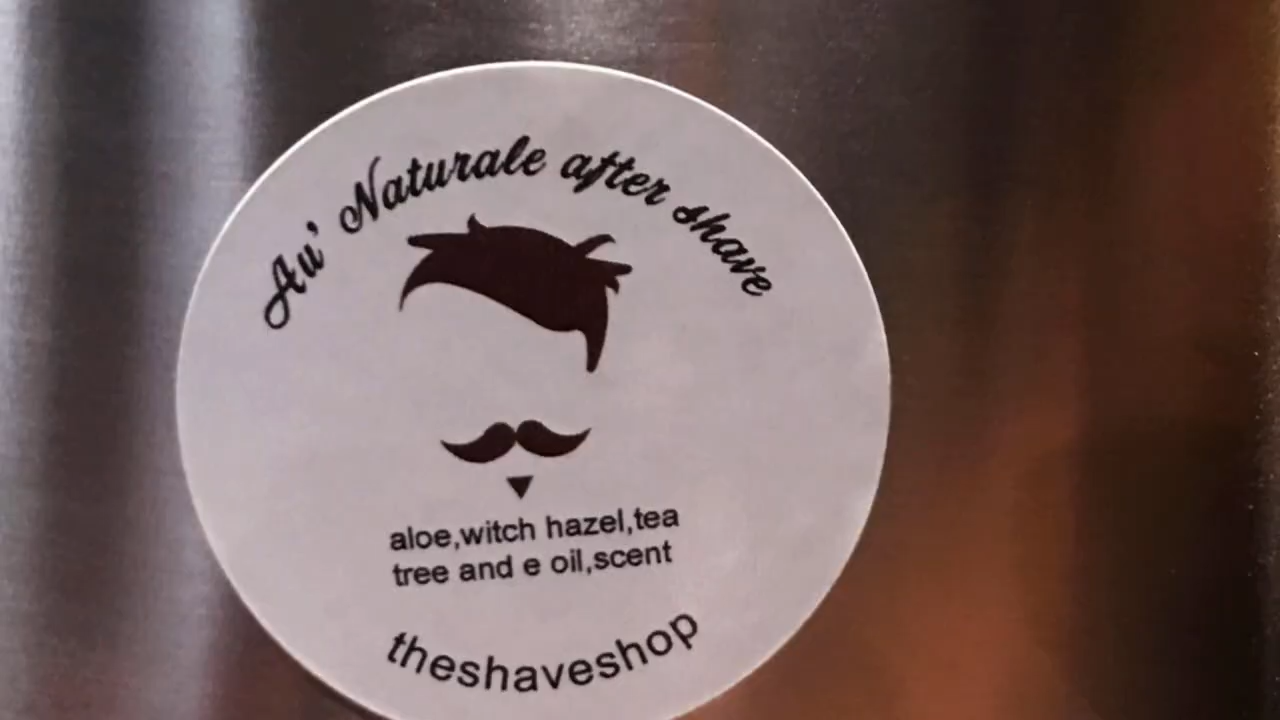 Au' Naturale after shave
aloe,witch hazel,tea
tree and e oil,scent
theshaveshop